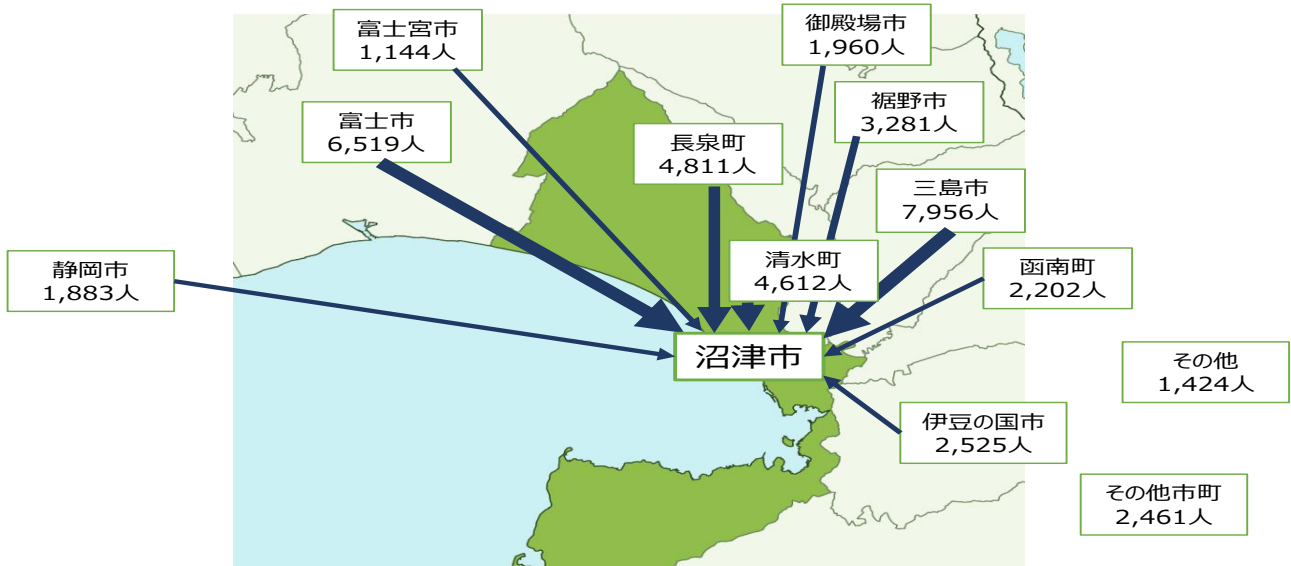 富士宮市
1,144人
御殿場市
1,960人
富士市
6,519人
長泉町
4,811人
裾野市
3,281人
三島市
7,956人
静岡市
1,883人
清水町
4,612人
函南町
2,202人
沼津市
その他
1,424人
伊豆の国市
2,525人
その他市町
2,461人